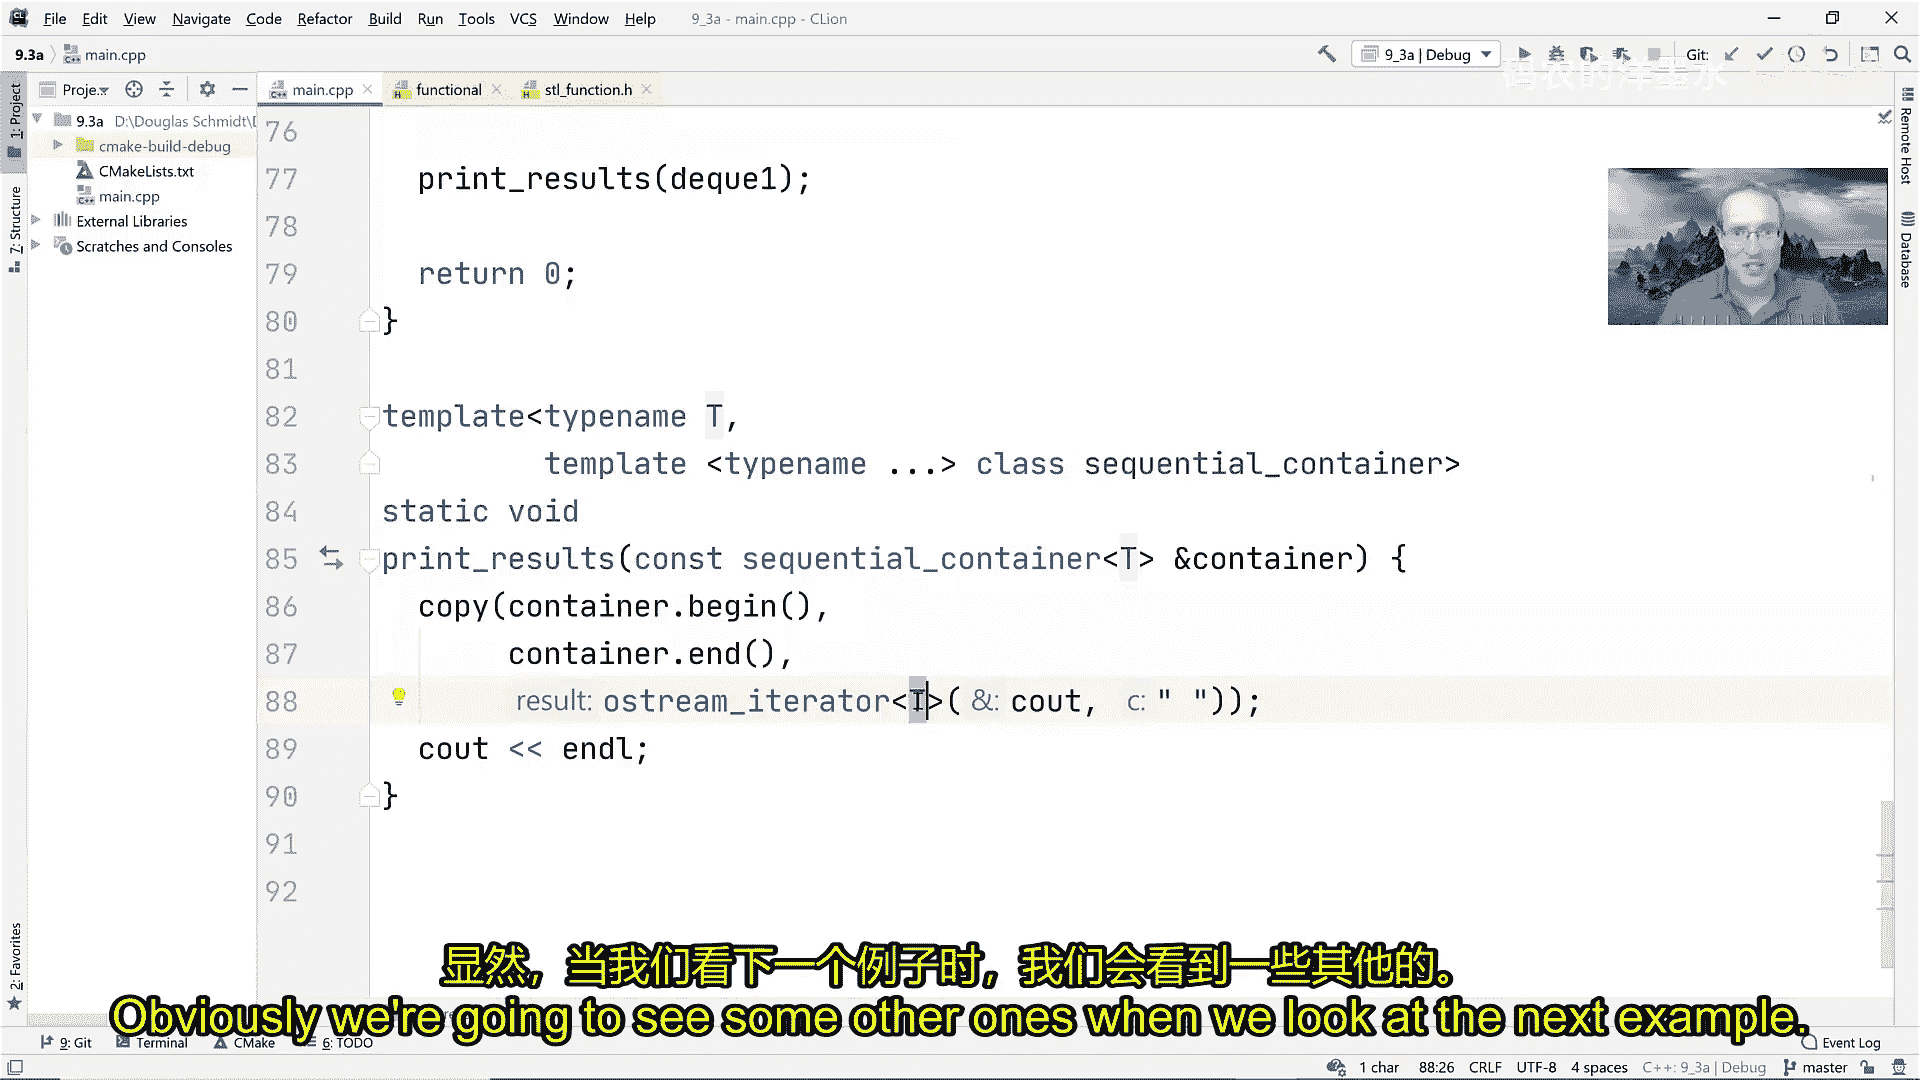 File Edit View Navigate Code Refactor Build Run Tools VCS Window Help 9_3a - main.cpp - CLion
9.3a main.cpp 9_3a | Debug Git:
码农的洋墨水
Proje... main.cpp functional stl_function.h
1: Project
7: Structure
2: Favorites
Remote Host
Database
9.3a D:\Douglas Schmidt\
cmake-build-debug
CMakeLists.txt
main.cpp
External Libraries
Scratches and Consoles
76
77 print_results(deque1);
78
79 return 0;
80 }
81
82 template<typename T,
83 template <typename ...> class sequential_container>
84 static void
85 print_results(const sequential_container<T> &container) {
86 copy(container.begin(),
87 container.end(),
88 result: ostream_iterator<T>( &: cout, c: " "));
89 cout << endl;
90 }
91
92
显然，当我们看下一个例子时，我们会看到一些其他的。
Obviously we're going to see some other ones when we look at the next example.
9: Git Terminal CMake 6: TODO Event Log
1 char 88:26 CRLF UTF-8 4 spaces C++: 9_3a | Debug master